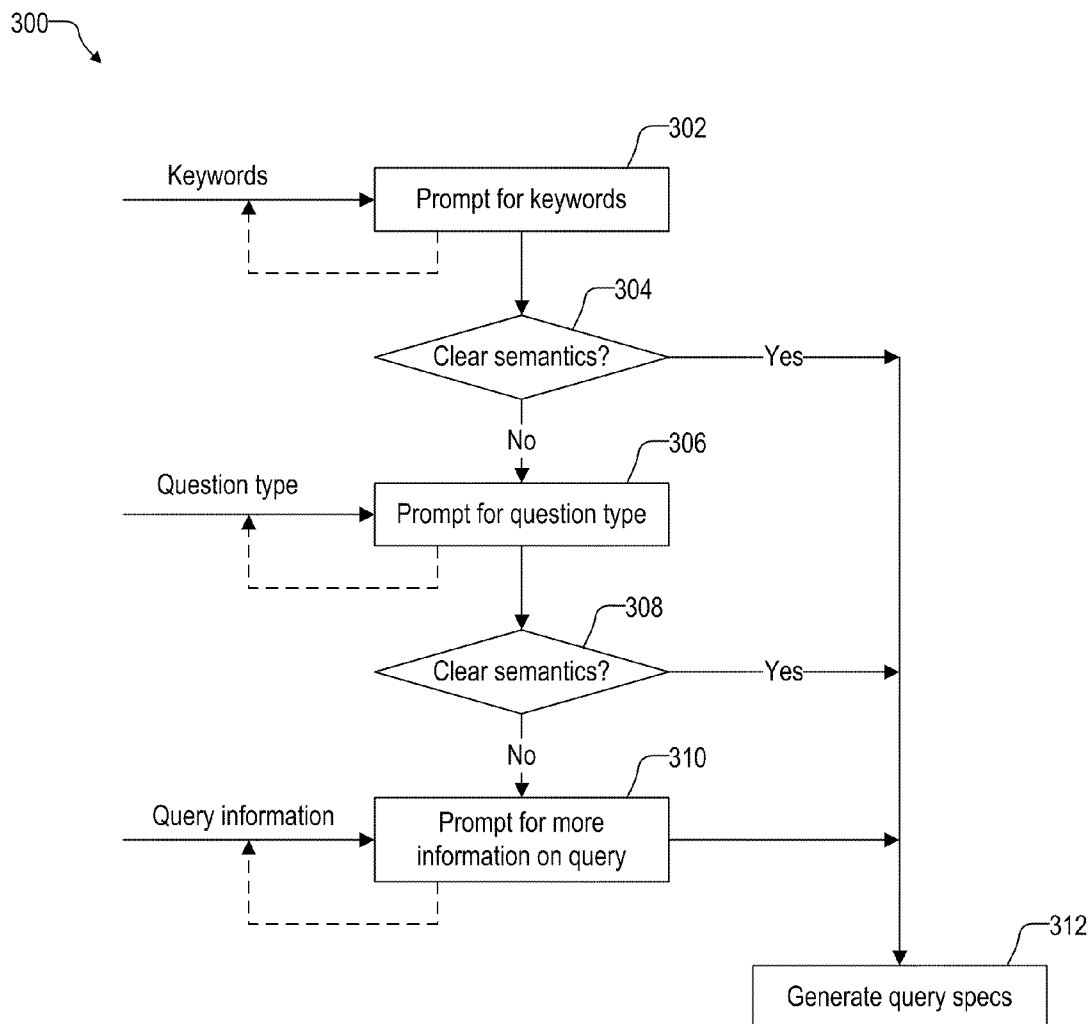 300
302
Keywords
Prompt for keywords
304
Clear semantics?
Yes
No
306
Question type
Prompt for question type
308
Clear semantics?
Yes
No
310
Query information
Prompt for more
information on query
312
Generate query specs